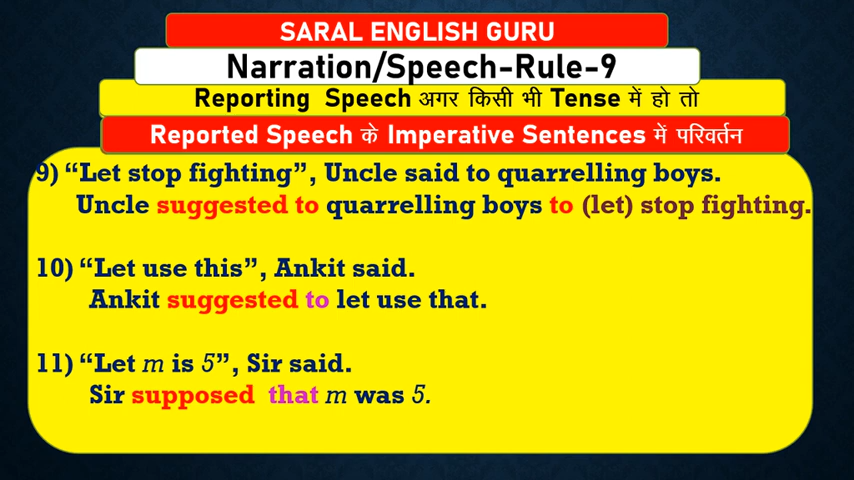 SARAL ENGLISH GURU
Narration/Speech-Rule-9
Reporting Speech अगर किसी भी Tense में हो तो
Reported Speech के Imperative Sentences में परिवर्तन
9) “Let stop fighting”, Uncle said to quarrelling boys.
Uncle suggested to quarrelling boys to (let) stop fighting.
10) “Let use this”, Ankit said.
Ankit suggested to let use that.
11) “Let m is 5”, Sir said.
Sir supposed that m was 5.